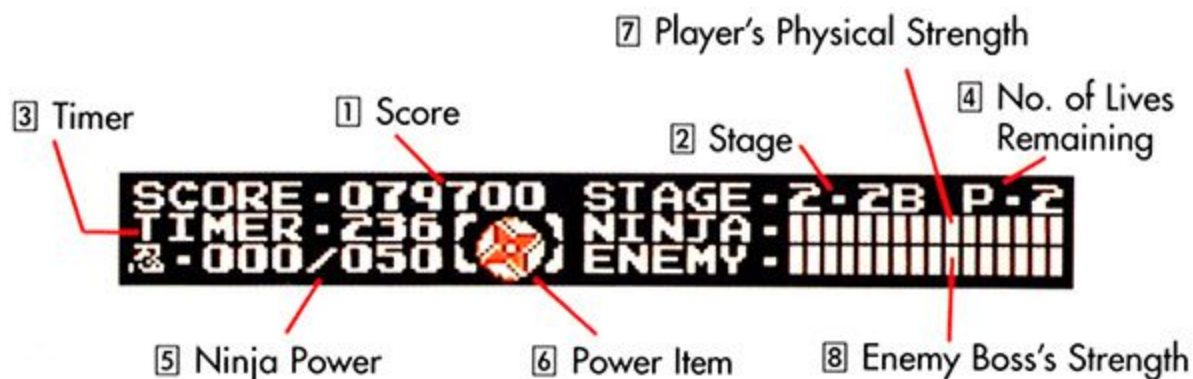 7 Player's Physical Strength
3 Timer
1 Score
2 Stage
4 No. of Lives
Remaining
SCORE-079700 STAGE-2-2B P-2
TIMER-236 NINJA-
-000/050 ENEMY-
5 Ninja Power
6 Power Item
8 Enemy Boss's Strength